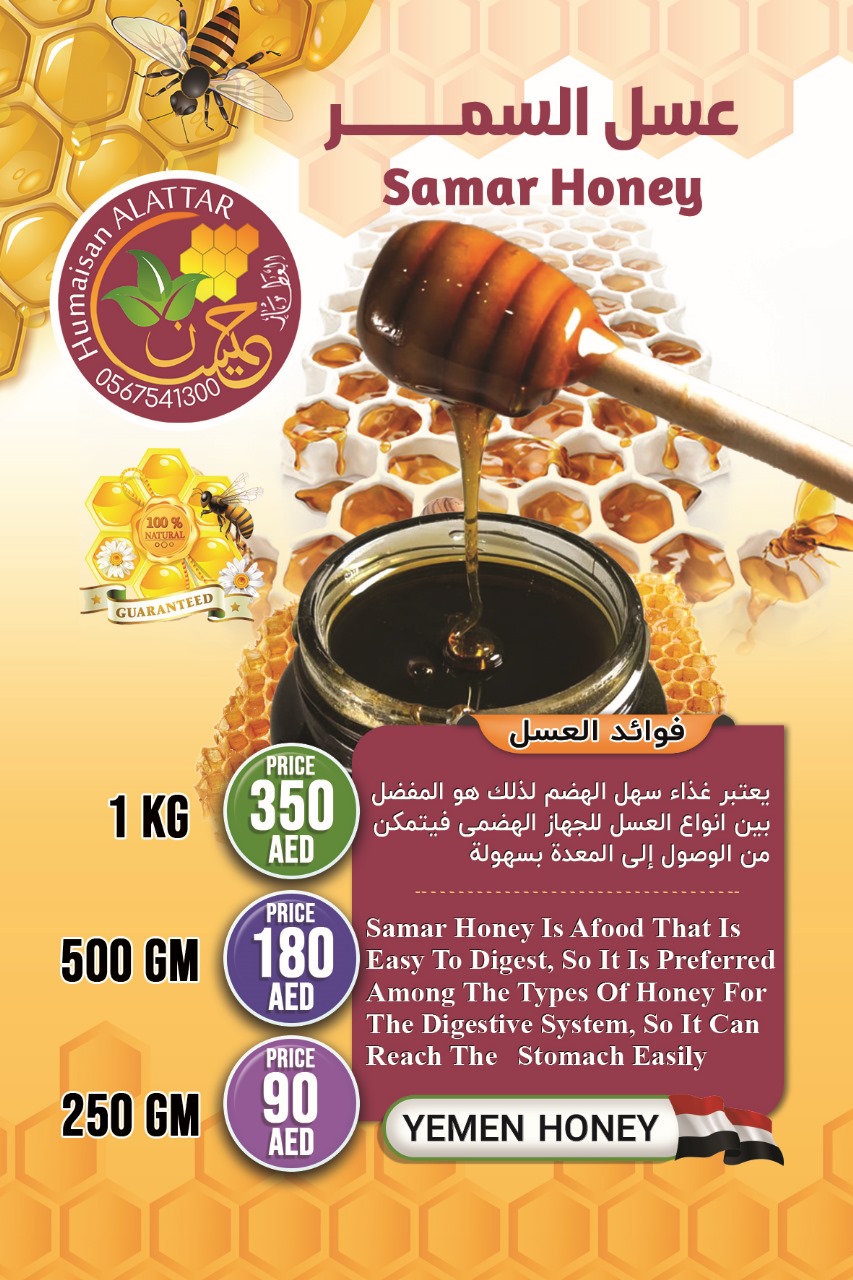 عسل السمر
Samar Honey
Humaisan ALATTAR
حميسن
0567541300
100 %
NATURAL
GUARANTEED
فوائد العسل
يعتبر غذاء سهل الهضم لذلك هو المفضل
بين انواع العسل للجهاز الهضمى فيتمكن
من الوصول إلى المعدة بسهولة
Samar Honey Is Afood That Is
Easy To Digest, So It Is Preferred
Among The Types Of Honey For
The Digestive System, So It Can
Reach The Stomach Easily
1 KG
PRICE
350
AED
500 GM
PRICE
180
AED
250 GM
PRICE
90
AED
YEMEN HONEY